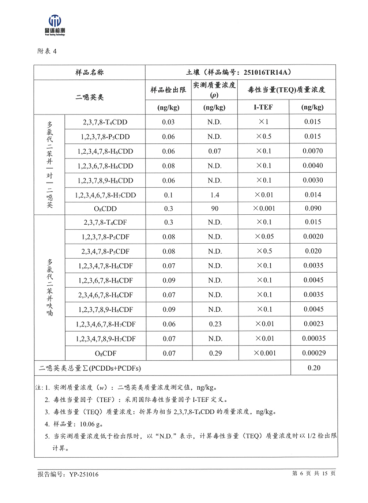 附表 4
样品名称 土壤（样品编号：251016TR14A）
二噁英类 样品检出限 实测质量浓度(ρ) 毒性当量(TEQ)质量浓度
(ng/kg) (ng/kg) I-TEF (ng/kg)
多氯代二苯并-对-二噁英
2,3,7,8-T₄CDD 0.03 N.D. ×1 0.015
1,2,3,7,8-P₅CDD 0.06 N.D. ×0.5 0.015
1,2,3,4,7,8-H₆CDD 0.06 0.07 ×0.1 0.0070
1,2,3,6,7,8-H₆CDD 0.08 N.D. ×0.1 0.0040
1,2,3,7,8,9-H₆CDD 0.06 N.D. ×0.1 0.0030
1,2,3,4,6,7,8-H₇CDD 0.1 1.4 ×0.01 0.014
O₈CDD 0.3 90 ×0.001 0.090
多氯代二苯并呋喃
2,3,7,8-T₄CDF 0.3 N.D. ×0.1 0.015
1,2,3,7,8-P₅CDF 0.08 N.D. ×0.05 0.0020
2,3,4,7,8-P₅CDF 0.08 N.D. ×0.5 0.020
1,2,3,4,7,8-H₆CDF 0.07 N.D. ×0.1 0.0035
1,2,3,6,7,8-H₆CDF 0.09 N.D. ×0.1 0.0045
2,3,4,6,7,8-H₆CDF 0.07 N.D. ×0.1 0.0035
1,2,3,7,8,9-H₆CDF 0.09 N.D. ×0.1 0.0045
1,2,3,4,6,7,8-H₇CDF 0.06 0.23 ×0.01 0.0023
1,2,3,4,7,8,9-H₇CDF 0.07 N.D. ×0.01 0.00035
O₈CDF 0.07 0.29 ×0.001 0.00029
二噁英类总量∑(PCDDs+PCDFs) 0.20
注: 1. 实测质量浓度（w）：二噁英类质量浓度测定值，ng/kg。
2. 毒性当量因子（TEF）：采用国际毒性当量因子 I-TEF 定义。
3. 毒性当量（TEQ）质量浓度：折算为相当 2,3,7,8-T₄CDD 的质量浓度，ng/kg。
4. 样品量：10.06 g。
5. 当实测质量浓度低于检出限时，以“N.D.”表示，计算毒性当量（TEQ）质量浓度时以 1/2 检出限
计算。
报告编号：YP-251016 第 6 页 共 15 页